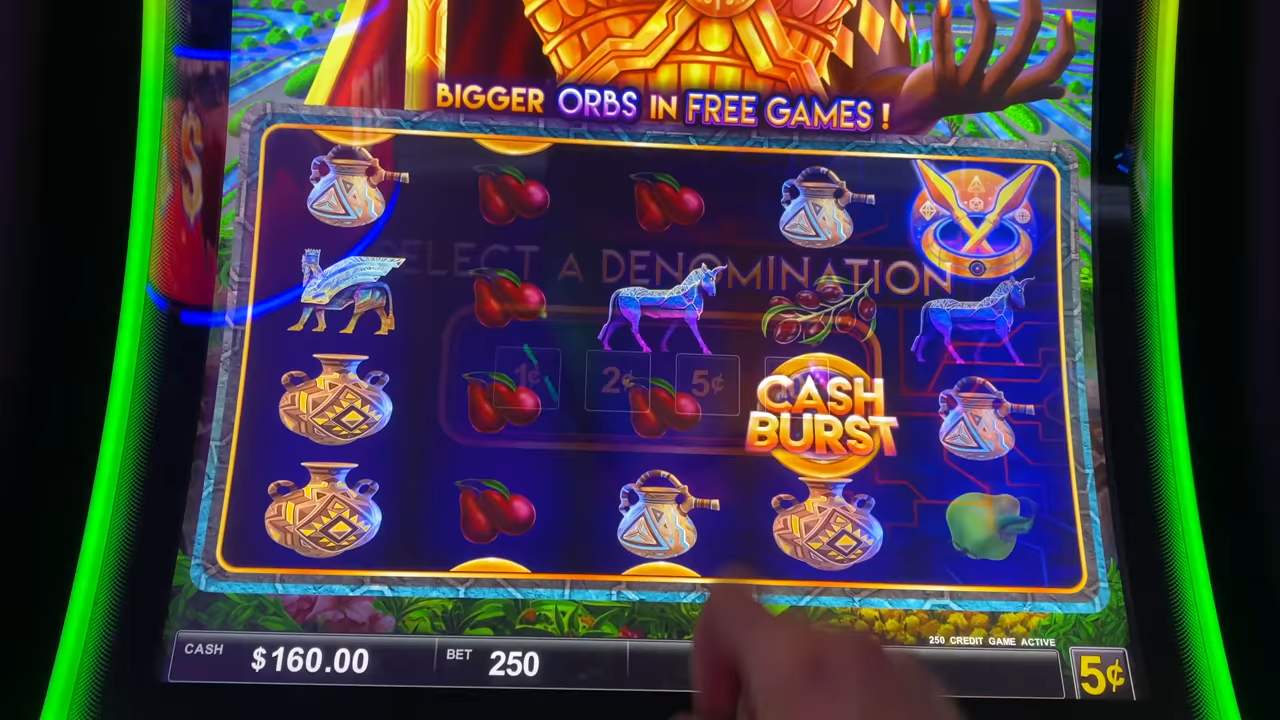 $
BIGGER ORBS IN FREE GAMES !
SELECT A DENOMINATION
1¢ 2¢ 5¢
CASH
BURST
250 CREDIT GAME ACTIVE
CASH $160.00 BET 250
5¢